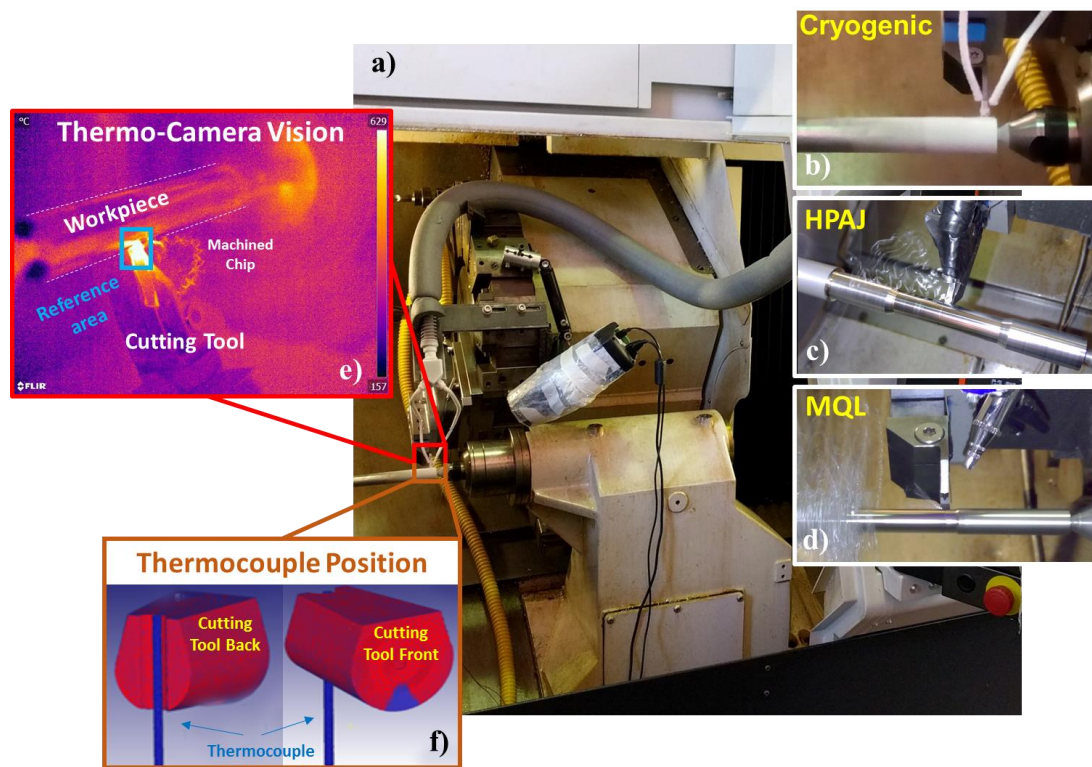 a)
Cryogenic
b)
HPAJ
c)
MQL
d)
°C
629
Thermo-Camera Vision
Workpiece
Machined
Chip
Reference
area
Cutting Tool
e)
FLIR
157
Thermocouple Position
Cutting
Tool Back
Cutting
Tool Front
Thermocouple
f)